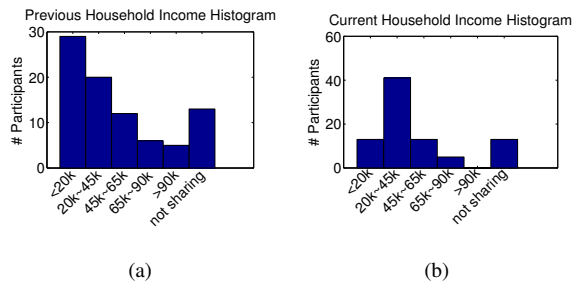 Previous Household Income Histogram
30
20
10
0
# Participants
<20k
20k~45k
45k~65k
65k~90k
>90k
not sharing
(a)
Current Household Income Histogram
60
40
20
0
# Participants
<20k
20k~45k
45k~65k
65k~90k
>90k
not sharing
(b)